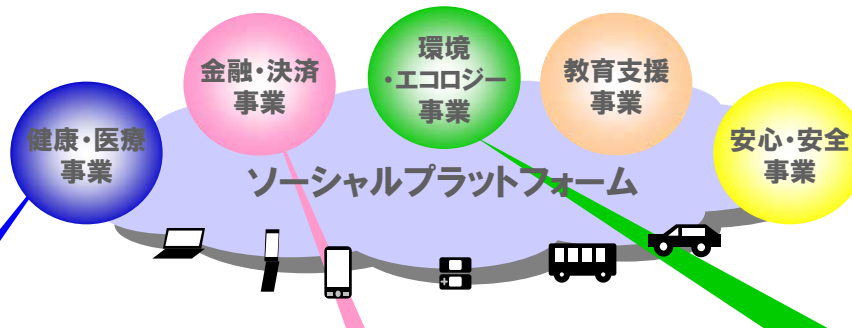 環境
・エコロジー
事業
金融・決済
事業
教育支援
事業
健康・医療
事業
安心・安全
事業
ソーシャルプラットフォーム